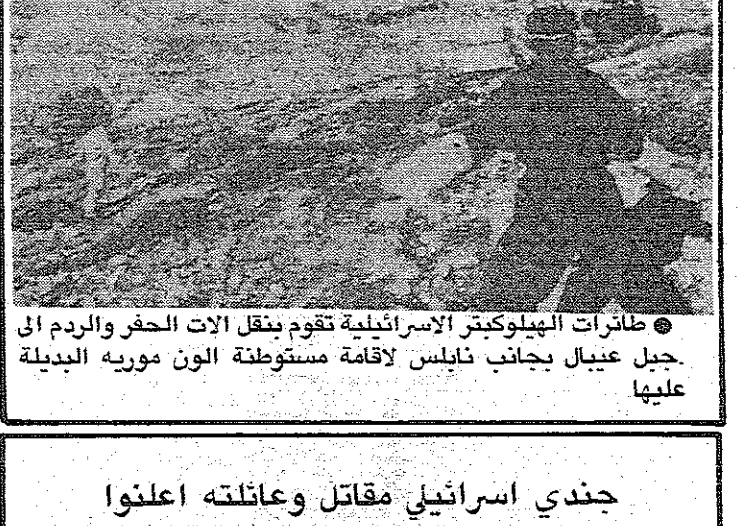 ● طائرات الهيلوكبتر الاسرائيلية تقوم بنقل الات الحفر والردم الى
جبل عيبال بجانب نابلس لاقامة مستوطنة الون موريه البديلة
عليها
جندي اسرائيلي مقاتل وعائلته اعلنوا